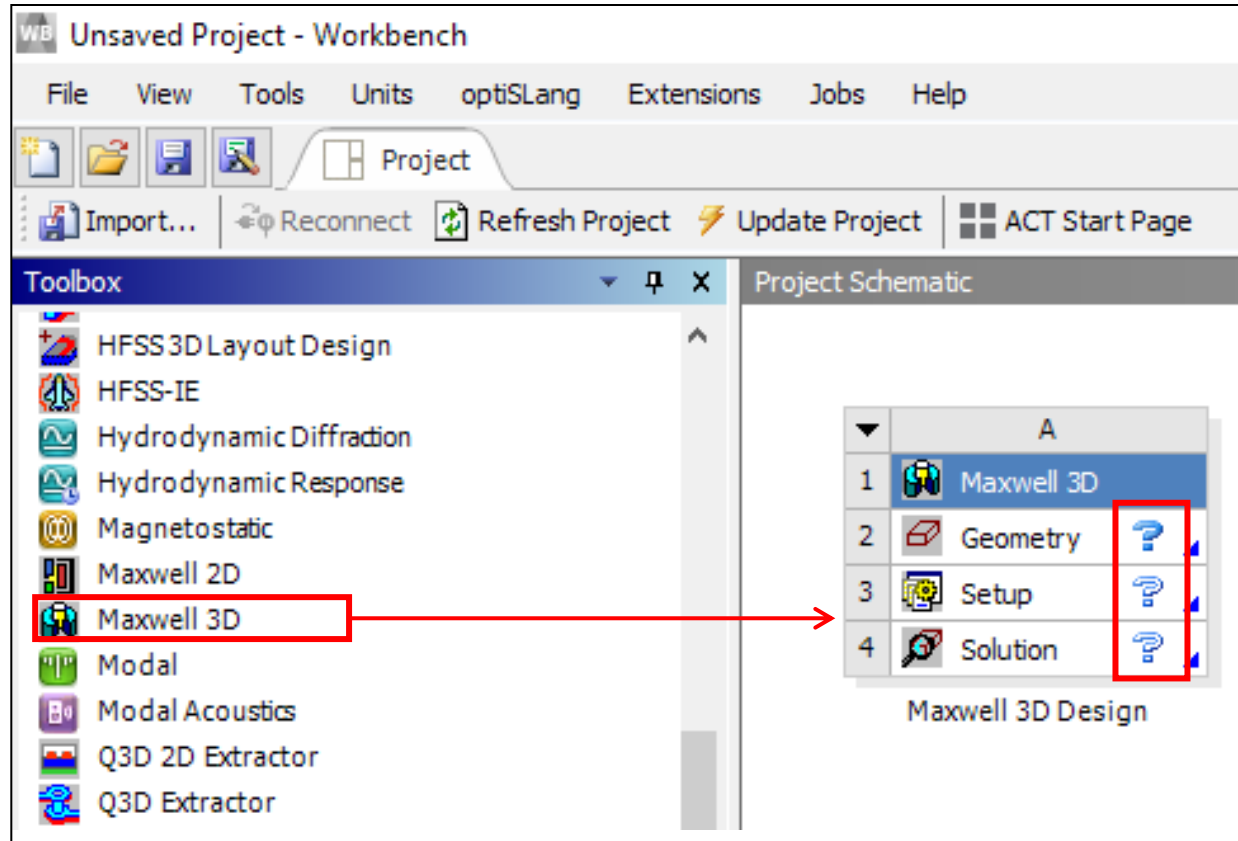 WB Unsaved Project - Workbench
File View Tools Units optiSLang Extensions Jobs Help
Project
Import... Reconnect Refresh Project Update Project ACT Start Page
Toolbox
HFSS 3D Layout Design
HFSS-IE
Hydrodynamic Diffraction
Hydrodynamic Response
Magnetostatic
Maxwell 2D
Maxwell 3D
Modal
Modal Acoustics
Q3D 2D Extractor
Q3D Extractor
Project Schematic
A
1 Maxwell 3D
2 Geometry ?
3 Setup ?
4 Solution ?
Maxwell 3D Design